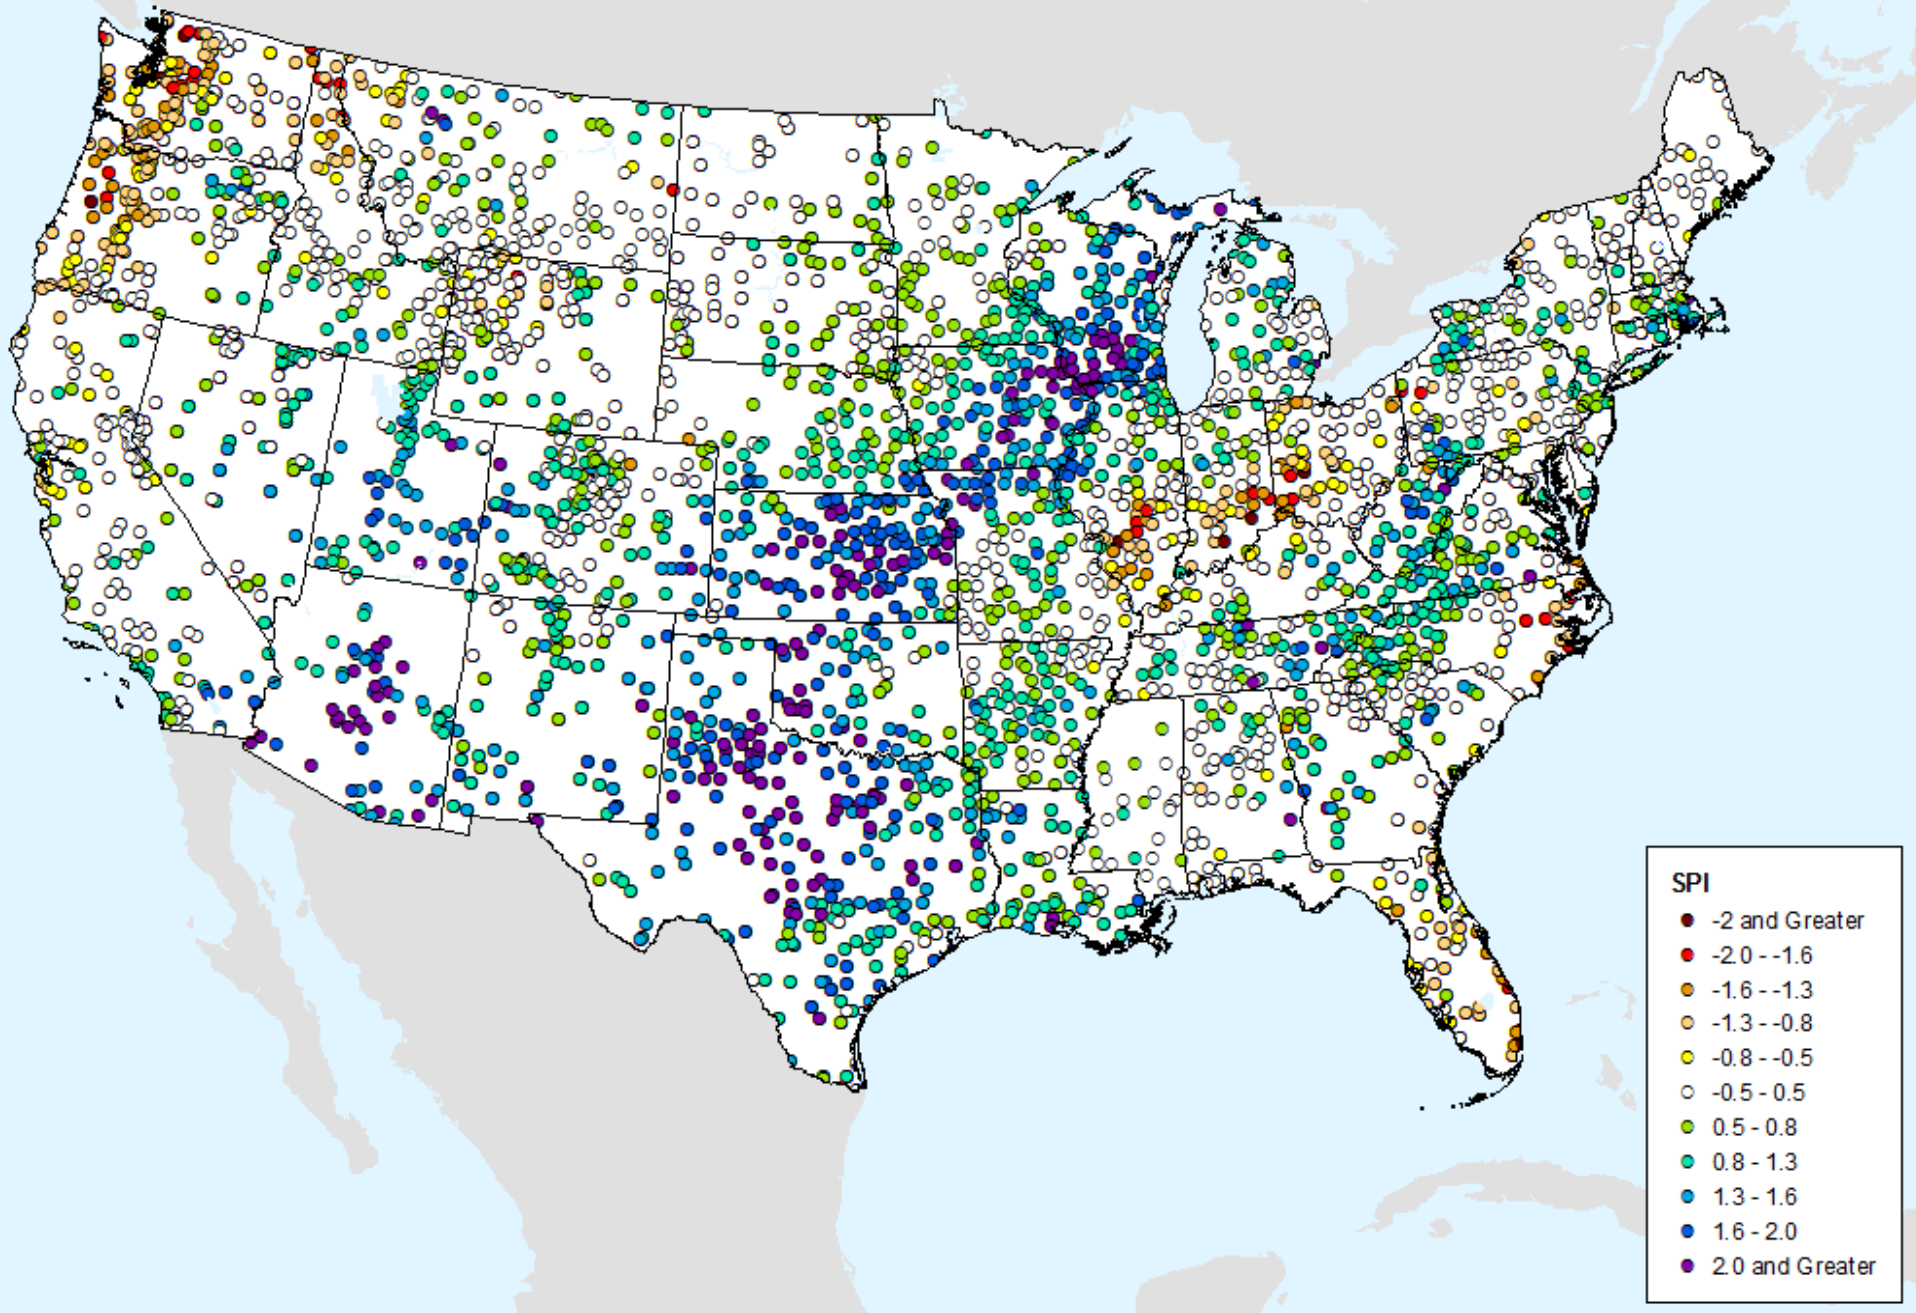 SPI
-2 and Greater
-2.0 - -1.6
-1.6 - -1.3
-1.3 - -0.8
-0.8 - -0.5
-0.5 - 0.5
0.5 - 0.8
0.8 - 1.3
1.3 - 1.6
1.6 - 2.0
2.0 and Greater